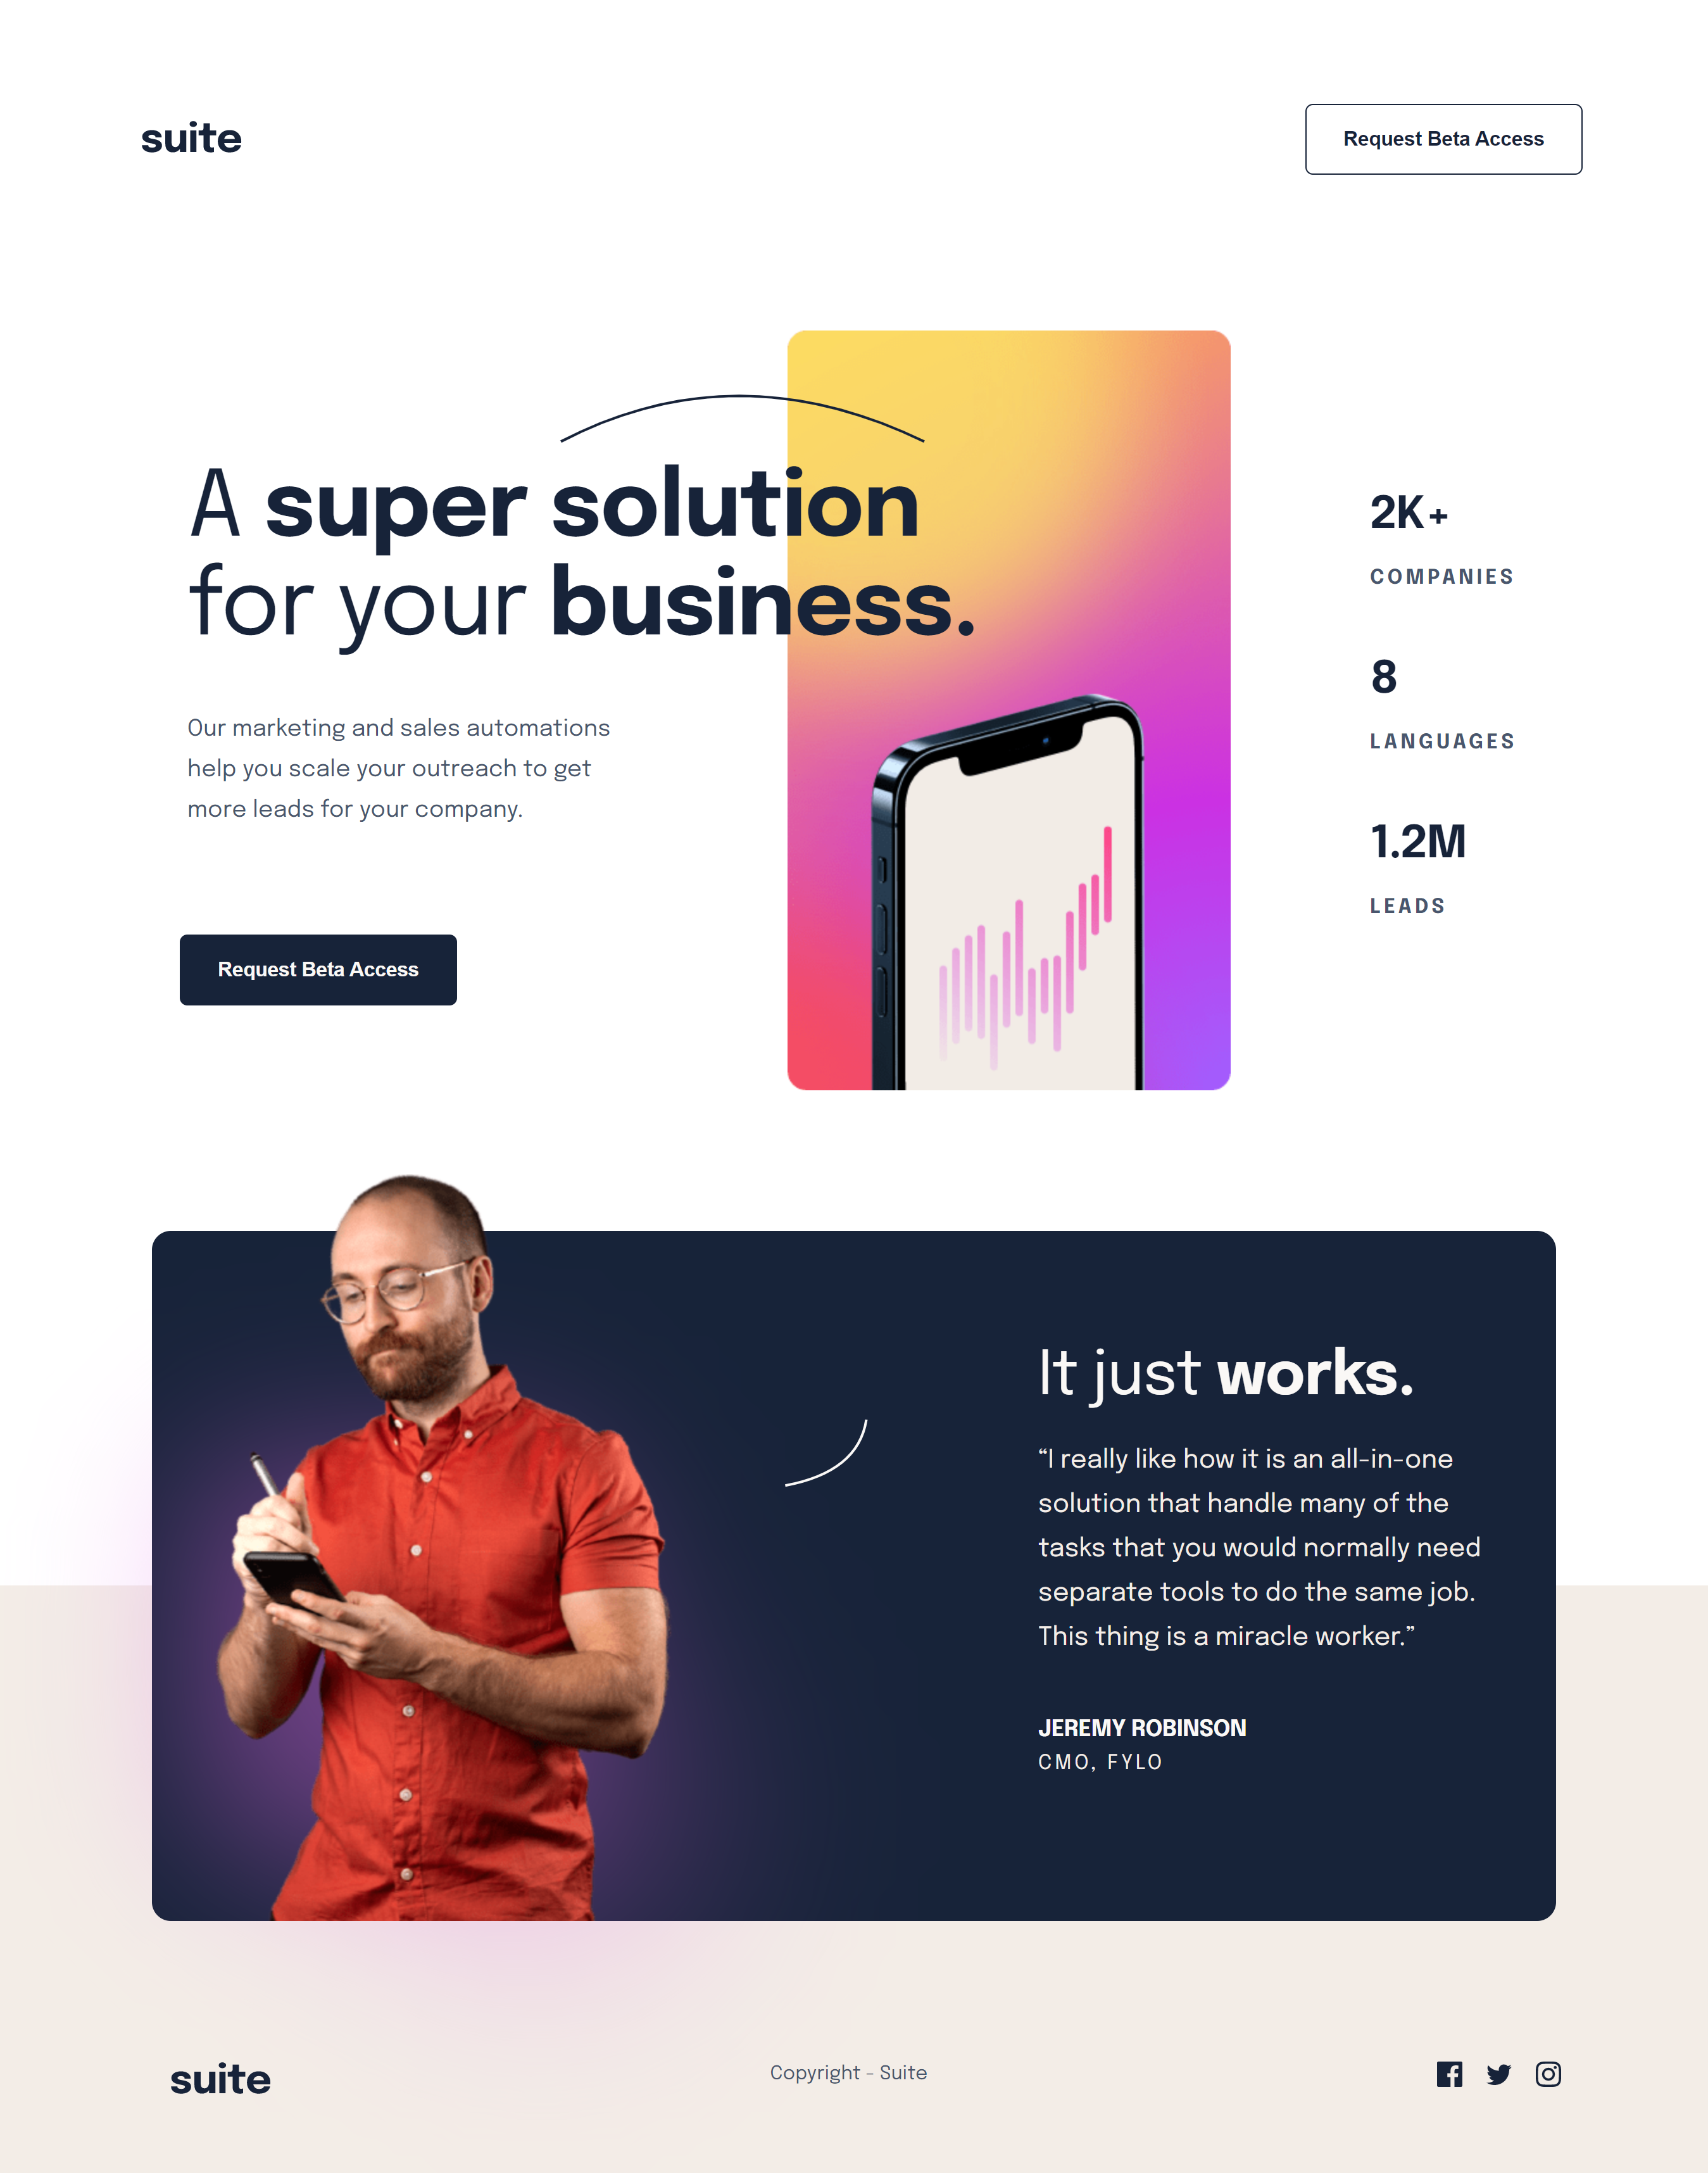 suite
Request Beta Access
A super solution
for your business.
Our marketing and sales automations
help you scale your outreach to get
more leads for your company.
Request Beta Access
2K+
COMPANIES
8
LANGUAGES
1.2M
LEADS
It just works.
“I really like how it is an all-in-one
solution that handle many of the
tasks that you would normally need
separate tools to do the same job.
This thing is a miracle worker.”
JEREMY ROBINSON
CMO, FYLO
suite
Copyright - Suite